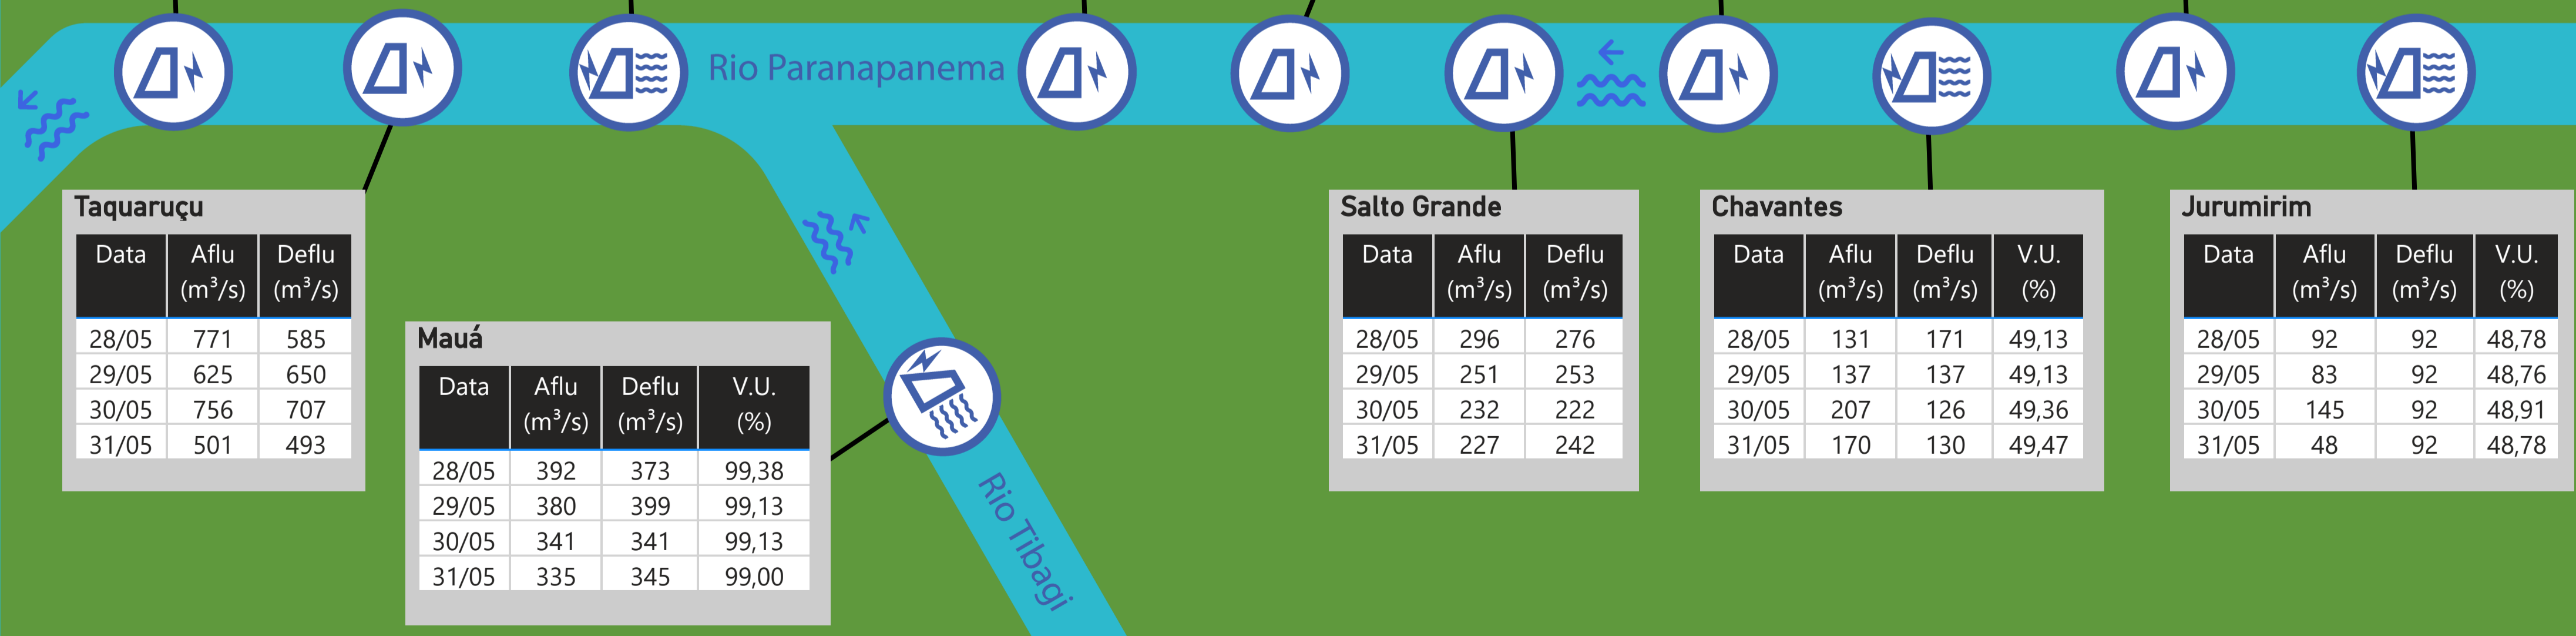 Rio Paranapanema
Taquaruçu
Data Aflu (m³/s) Deflu (m³/s)
28/05 771 585
29/05 625 650
30/05 756 707
31/05 501 493
Mauá
Data Aflu (m³/s) Deflu (m³/s) V.U. (%)
28/05 392 373 99,38
29/05 380 399 99,13
30/05 341 341 99,13
31/05 335 345 99,00
Rio Tibagi
Salto Grande
Data Aflu (m³/s) Deflu (m³/s)
28/05 296 276
29/05 251 253
30/05 232 222
31/05 227 242
Chavantes
Data Aflu (m³/s) Deflu (m³/s) V.U. (%)
28/05 131 171 49,13
29/05 137 137 49,13
30/05 207 126 49,36
31/05 170 130 49,47
Jurumirim
Data Aflu (m³/s) Deflu (m³/s) V.U. (%)
28/05 92 92 48,78
29/05 83 92 48,76
30/05 145 92 48,91
31/05 48 92 48,78